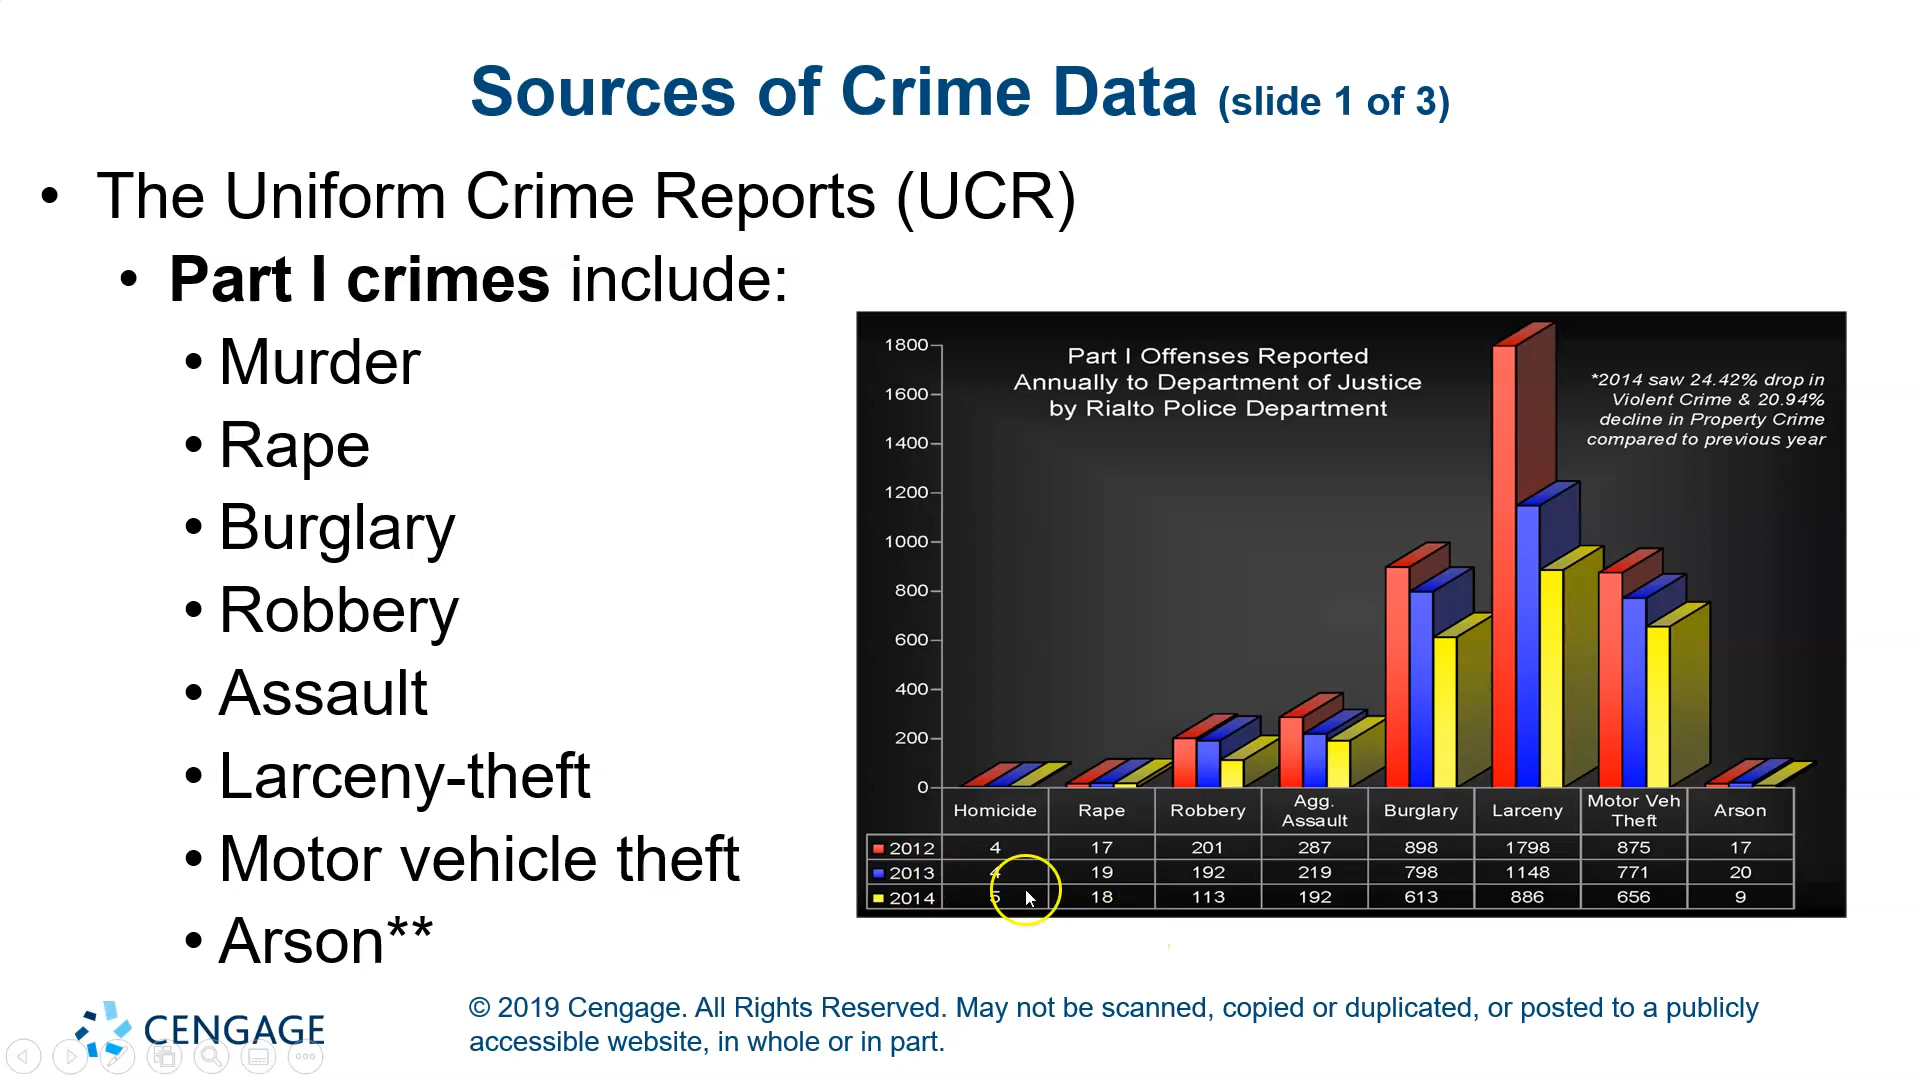 Sources of Crime Data (slide 1 of 3)
• The Uniform Crime Reports (UCR)
• Part I crimes include:
• Murder
• Rape
• Burglary
• Robbery
• Assault
• Larceny-theft
• Motor vehicle theft
• Arson**
Part I Offenses Reported
Annually to Department of Justice
by Rialto Police Department
*2014 saw 24.42% drop in
Violent Crime & 20.94%
decline in Property Crime
compared to previous year
1800
1600
1400
1200
1000
800
600
400
200
0
Homicide Rape Robbery Agg. Assault Burglary Larceny Motor Veh Theft Arson
2012 4 17 201 287 898 1798 875 17
2013 4 19 192 219 798 1148 771 20
2014 5 18 113 192 613 886 656 9
CENGAGE
© 2019 Cengage. All Rights Reserved. May not be scanned, copied or duplicated, or posted to a publicly
accessible website, in whole or in part.